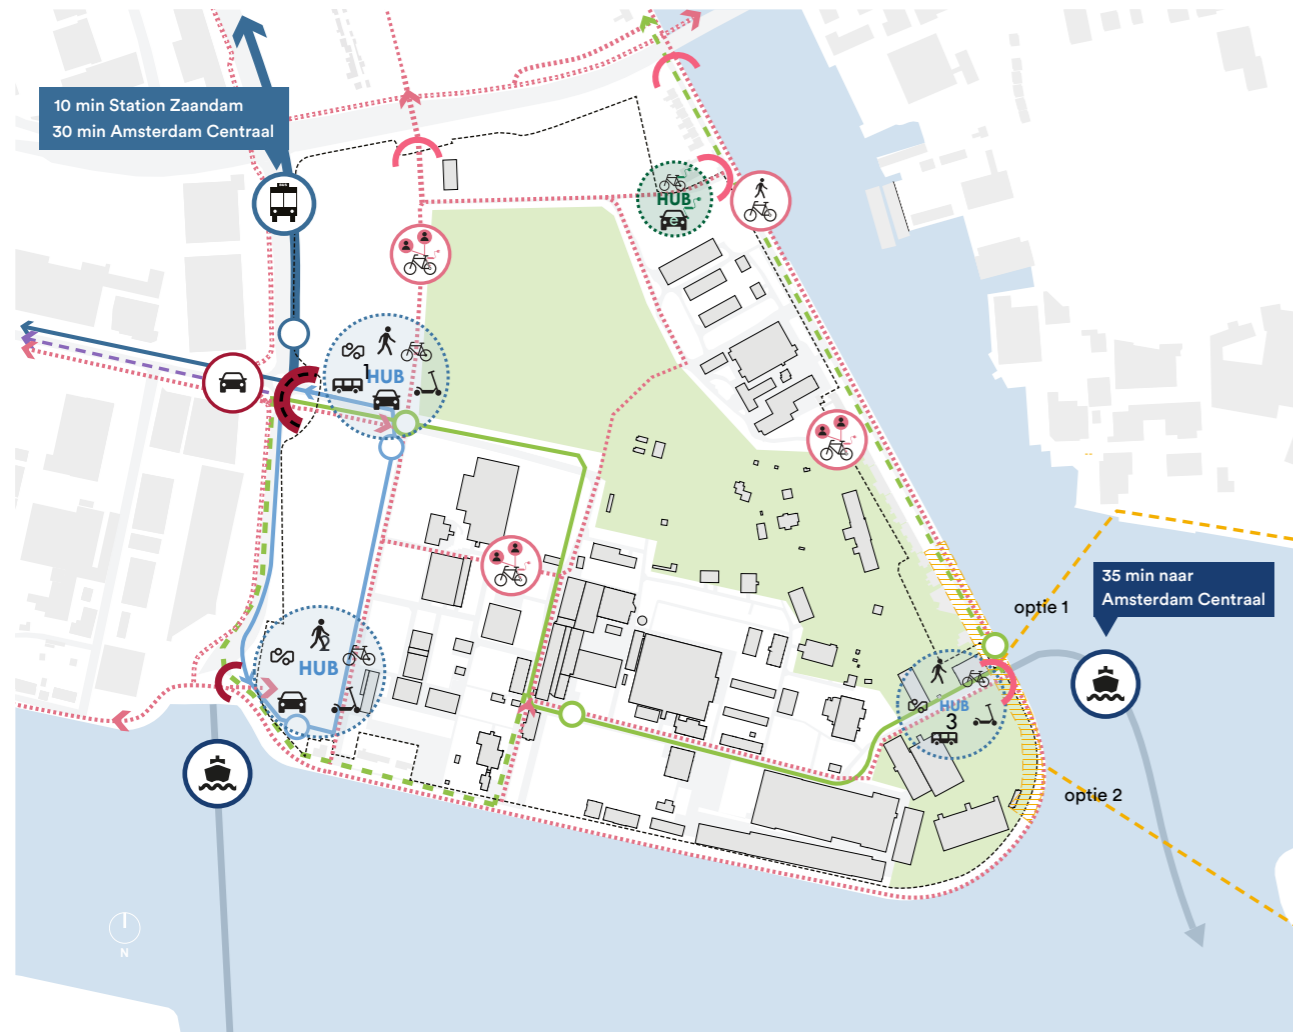 10 min Station Zaandam
30 min Amsterdam Centraal
HUB
e
1
HUB
35 min naar
Amsterdam Centraal
optie 1
HUB
HUB
3
optie 2
N